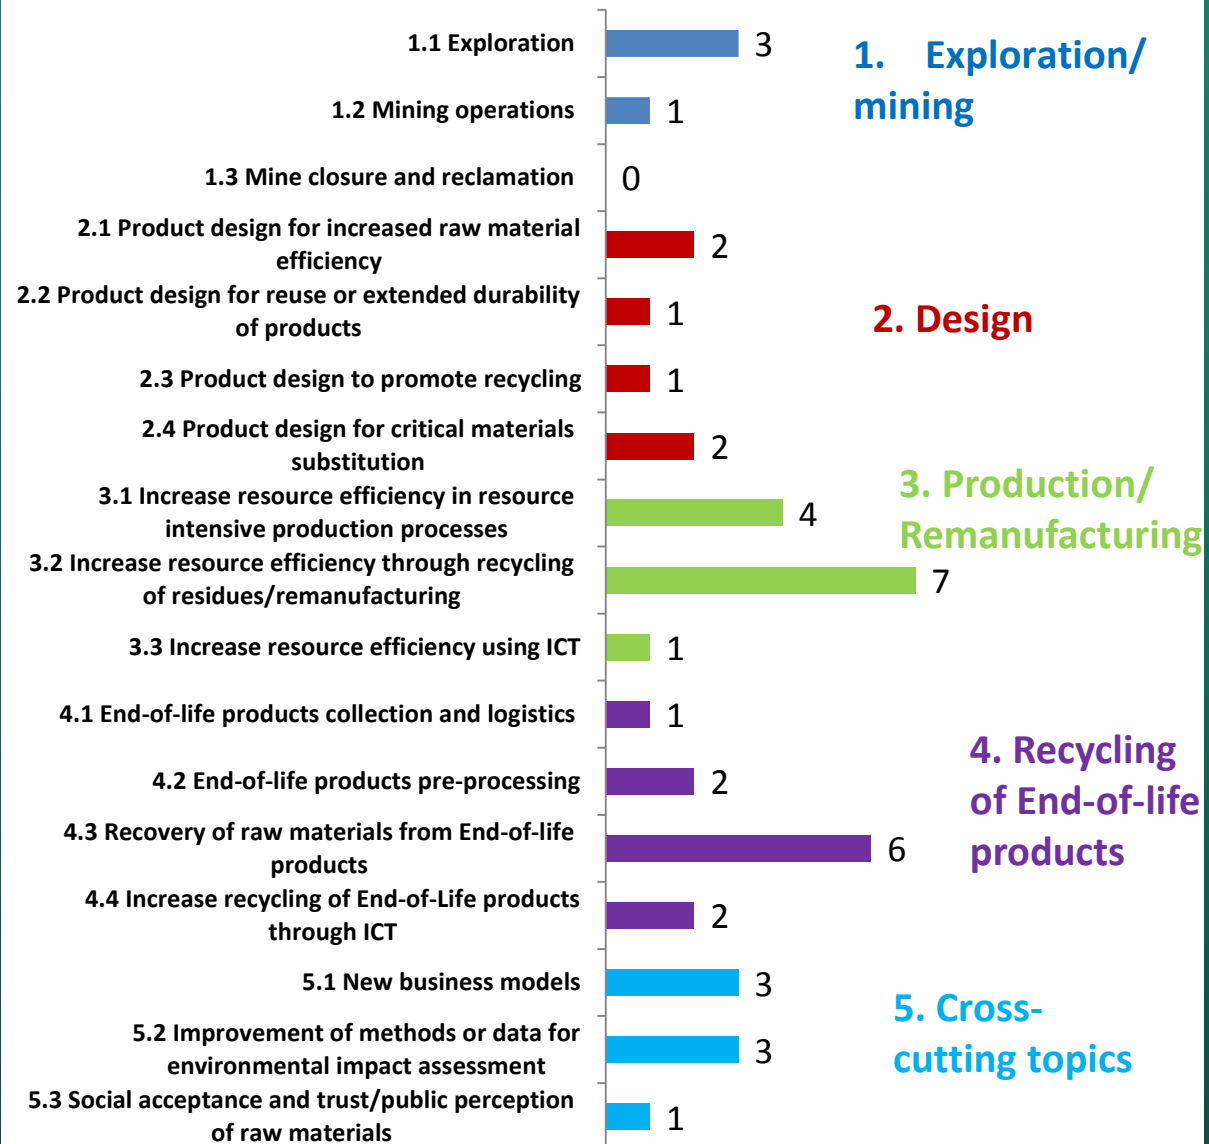 1.1 Exploration
3
1. Exploration/
mining
1.2 Mining operations
1
1.3 Mine closure and reclamation
0
2.1 Product design for increased raw material
efficiency
2
2.2 Product design for reuse or extended durability
of products
1
2. Design
2.3 Product design to promote recycling
1
2.4 Product design for critical materials
substitution
2
3.1 Increase resource efficiency in resource
intensive production processes
4
3. Production/
Remanufacturing
3.2 Increase resource efficiency through recycling
of residues/remanufacturing
7
3.3 Increase resource efficiency using ICT
1
4.1 End-of-life products collection and logistics
1
4.2 End-of-life products pre-processing
2
4. Recycling
of End-of-life
products
4.3 Recovery of raw materials from End-of-life
products
6
4.4 Increase recycling of End-of-Life products
through ICT
2
5.1 New business models
3
5. Cross-
cutting topics
5.2 Improvement of methods or data for
environmental impact assessment
3
5.3 Social acceptance and trust/public perception
of raw materials
1